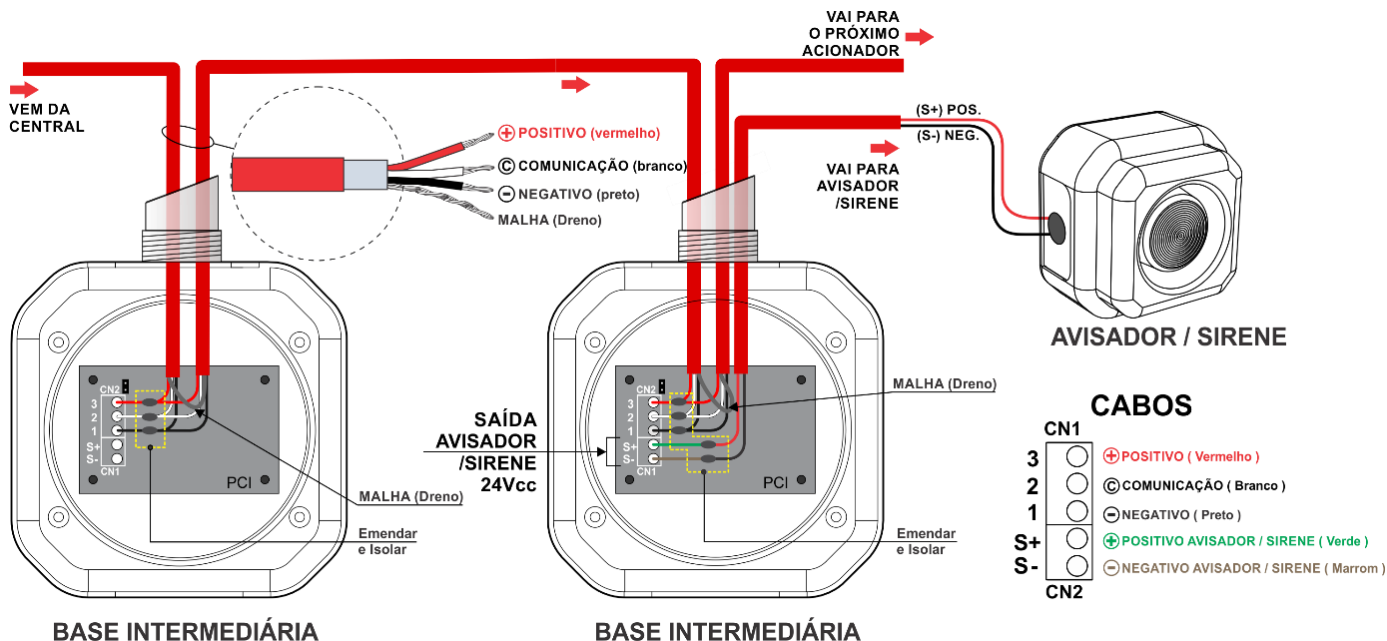 VAI PARA
O PRÓXIMO
ACIONADOR
VEM DA
CENTRAL
(S+) POS.
(S-) NEG.
POSITIVO (vermelho)
C COMUNICAÇÃO (branco)
NEGATIVO (preto)
MALHA (Dreno)
VAI PARA
AVISADOR
/SIRENE
AVISADOR / SIRENE
CN2
3
2
1
S+
S-
CN1
PCI
MALHA (Dreno)
Emendar
e Isolar
BASE INTERMEDIÁRIA
SAÍDA
AVISADOR
/SIRENE
24Vcc
CN2
3
2
1
S+
S-
CN1
PCI
MALHA (Dreno)
Emendar
e Isolar
BASE INTERMEDIÁRIA
CABOS
CN1
3 + POSITIVO ( Vermelho )
2 C COMUNICAÇÃO ( Branco )
1 - NEGATIVO ( Preto )
S+ + POSITIVO AVISADOR / SIRENE ( Verde )
S- - NEGATIVO AVISADOR / SIRENE ( Marrom )
CN2